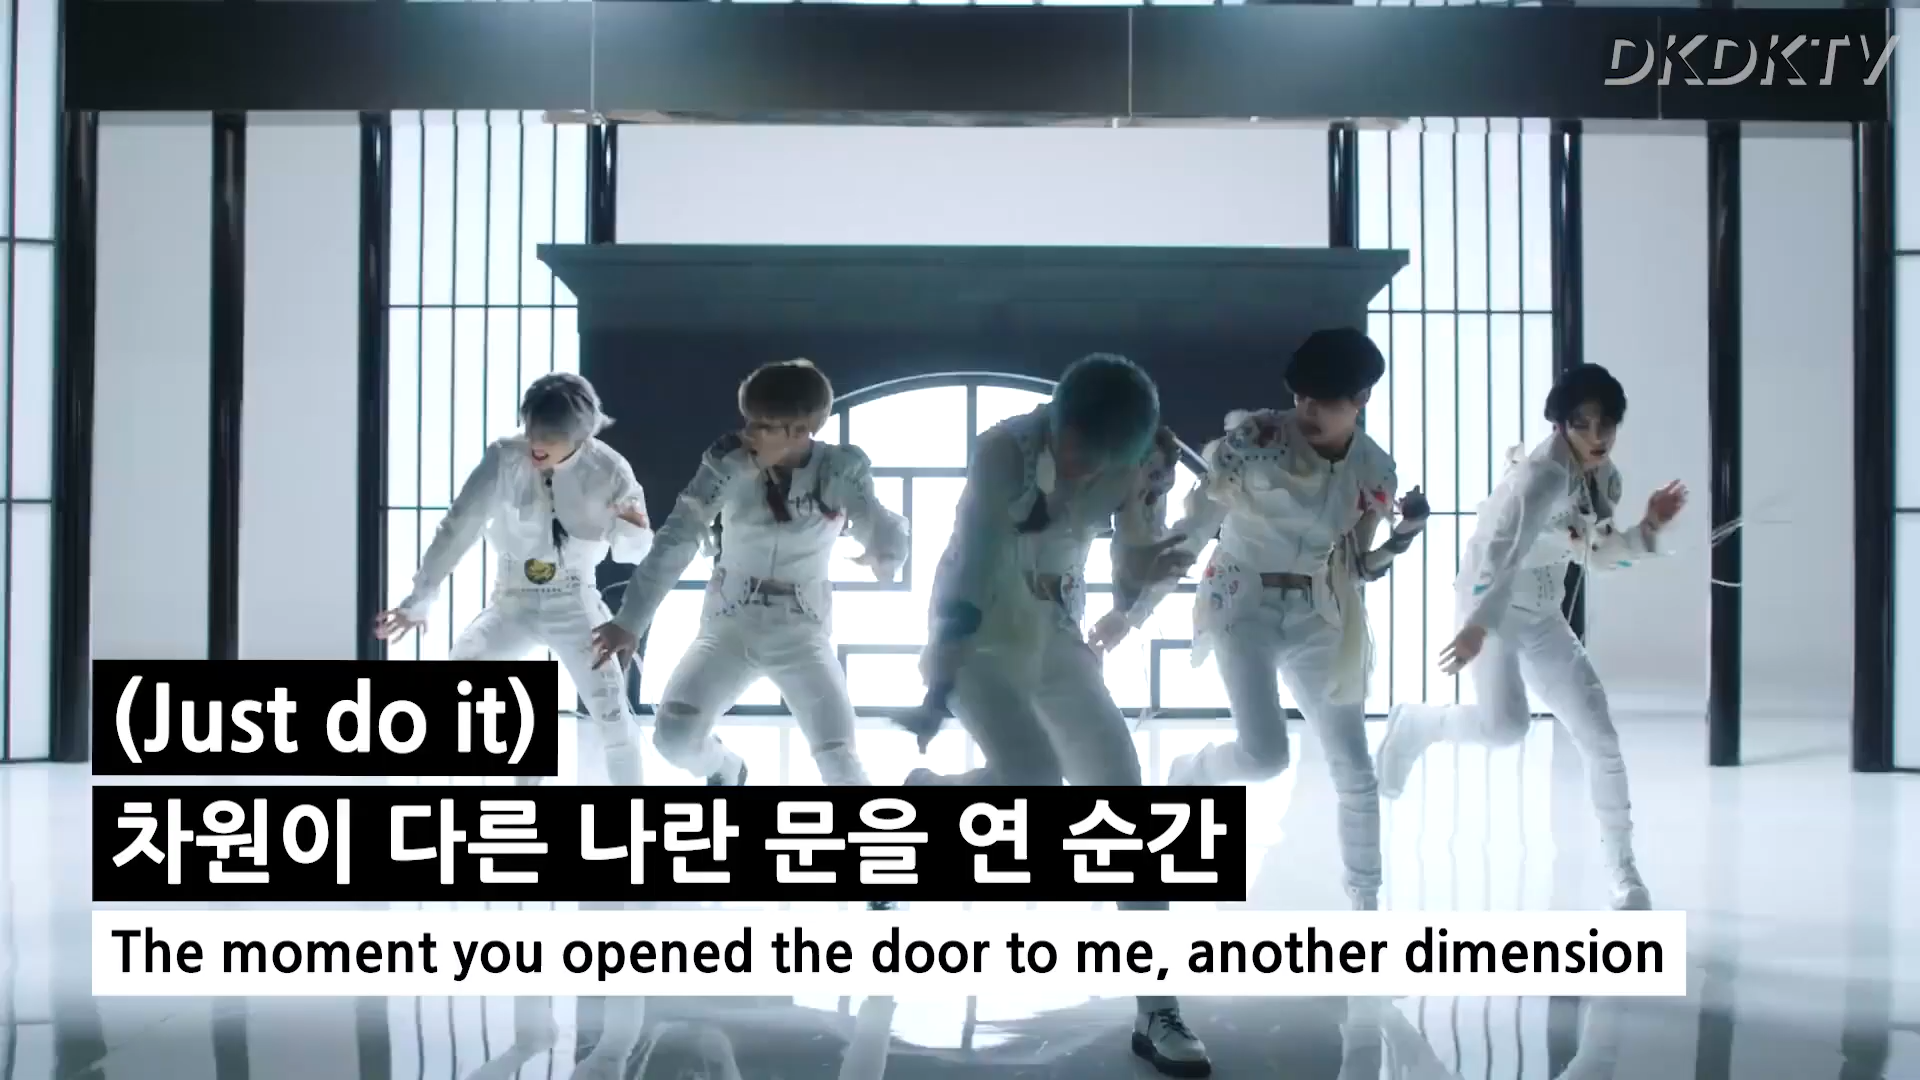 DKDKTV
(Just do it)
차원이 다른 나란 문을 연 순간
The moment you opened the door to me, another dimension